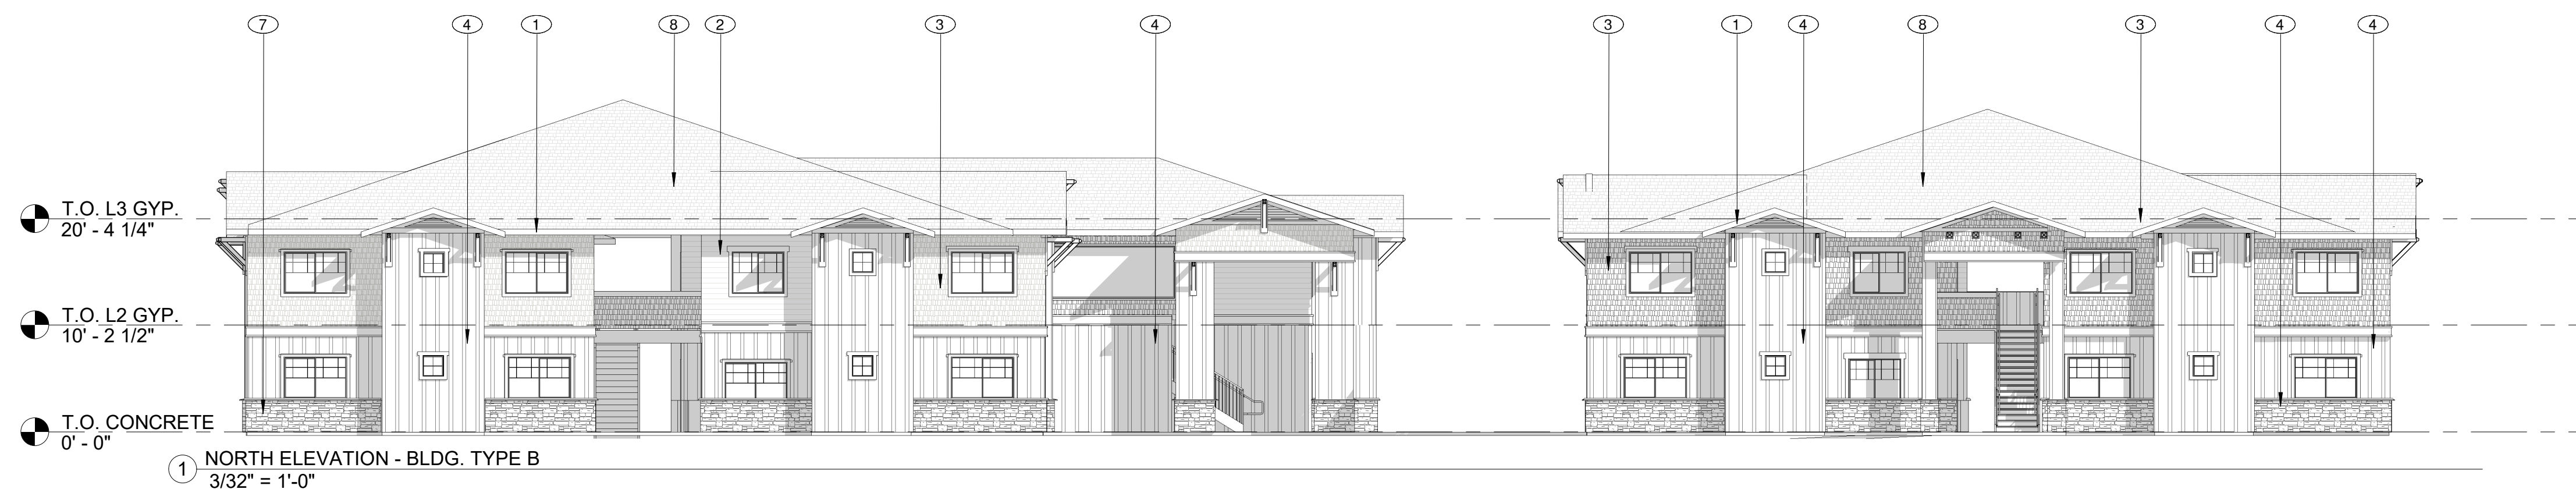 7 4 1 8 2 3 4 3 1 4 8 3 4 4
T.O. L3 GYP.
20' - 4 1/4"
T.O. L2 GYP.
10' - 2 1/2"
T.O. CONCRETE
0' - 0"
1 NORTH ELEVATION - BLDG. TYPE B
3/32" = 1'-0"